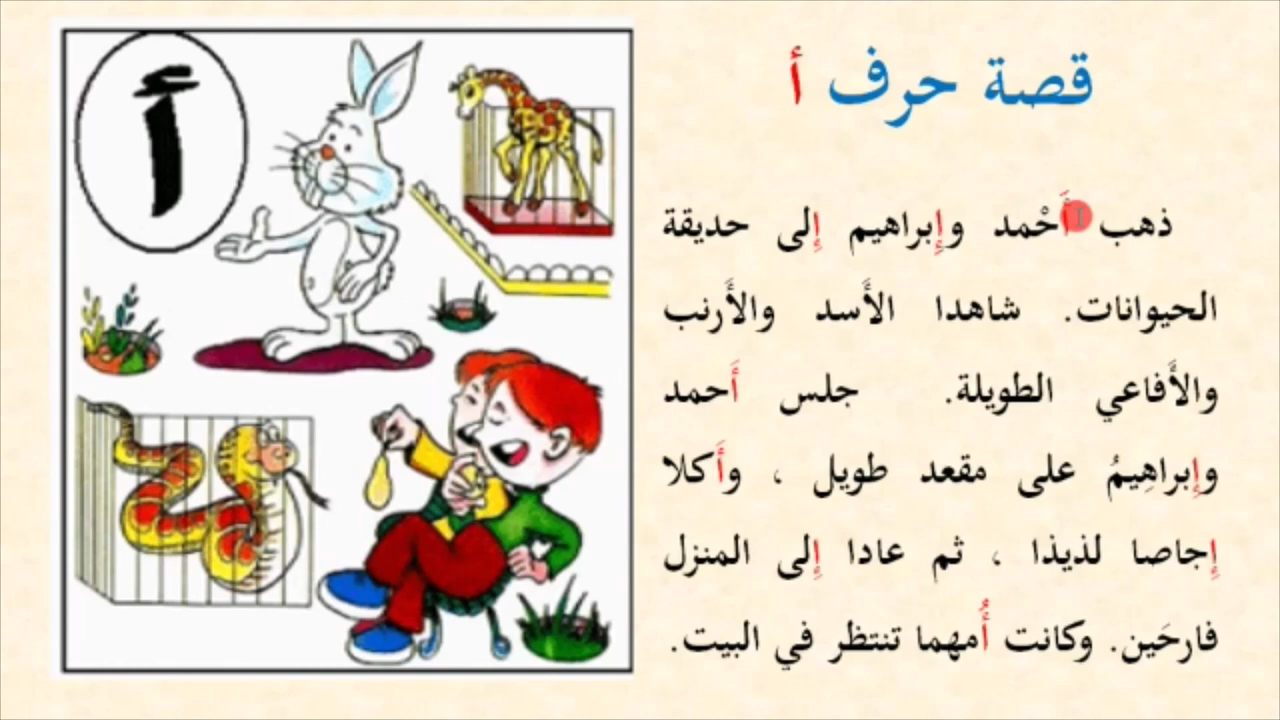 أ
قصة حرف أ
ذهب أَحْمد وإِبراهيم إِلى حديقة
الحيوانات. شاهدا الأَسد والأَرنب
والأَفاعي الطويلة. جلس أَحمد
وإِبراهِيمُ على مقعد طويل ، وأَكلا
إِجاصا لذيذا ، ثم عادا إِلى المنزل
فارحَين. وكانت أُمهما تنتظر في البيت.